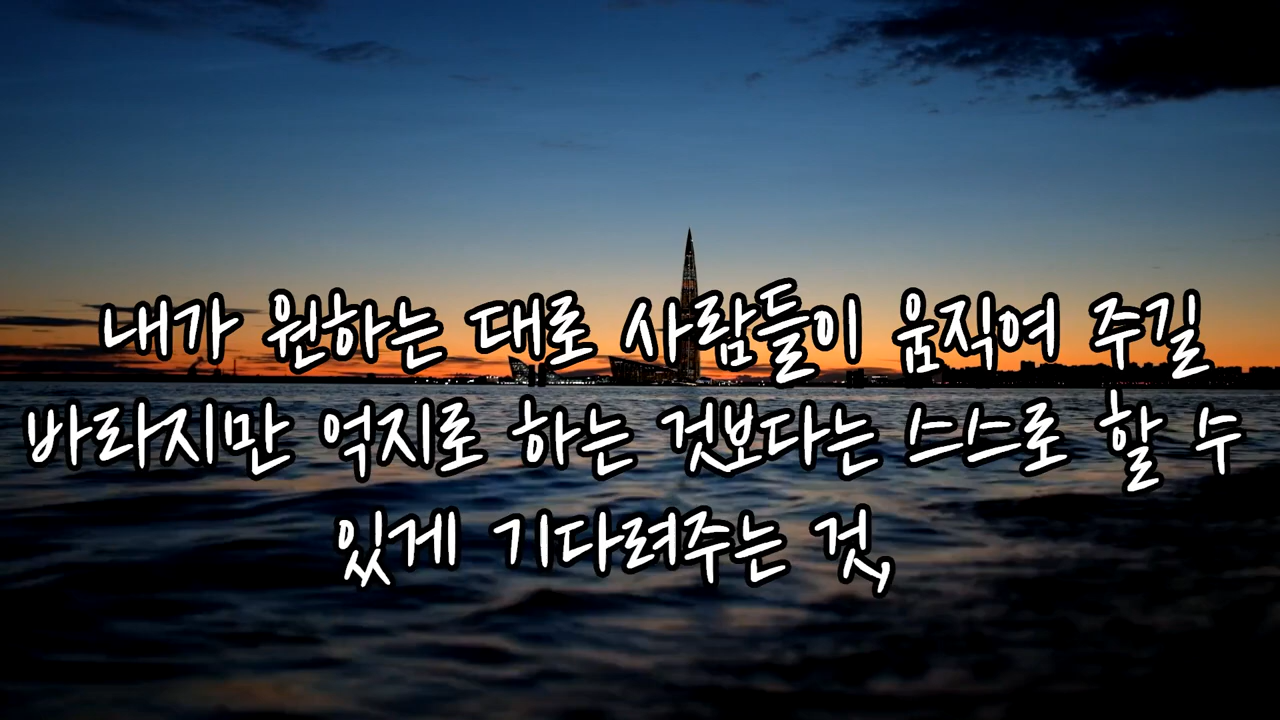 내가 원하는 대로 사람들이 움직여 주길
바라지만 억지로 하는 것보다는 스스로 할 수
있게 기다려주는 것,